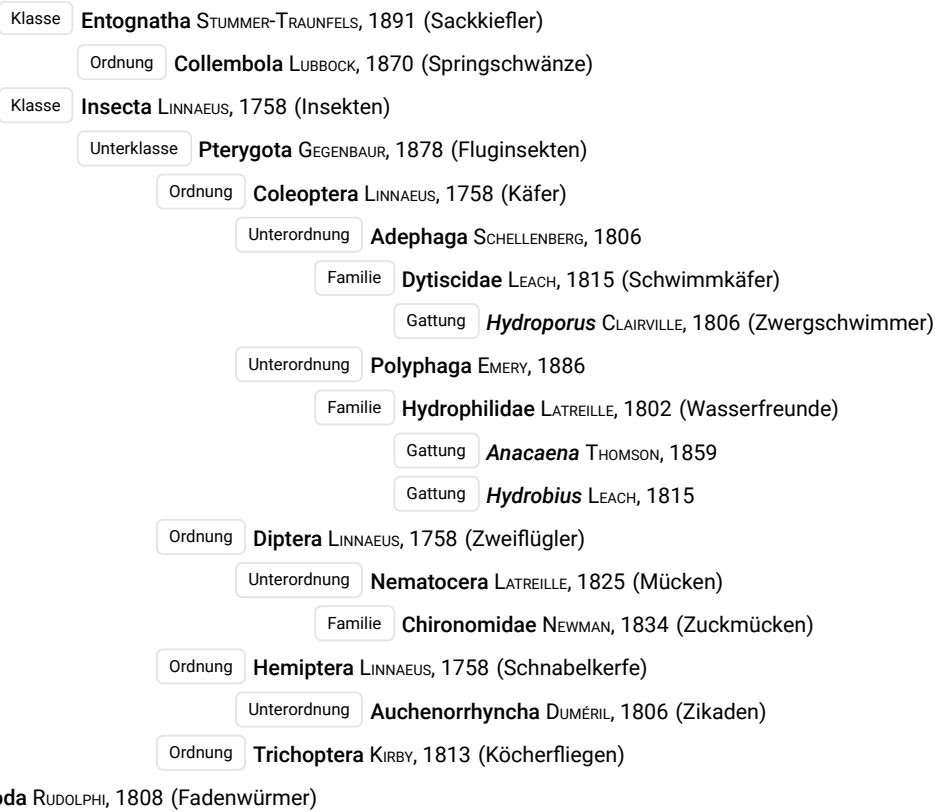 Klasse Entognatha Stummer-Traunfels, 1891 (Sackkiefler)
Ordnung Collembola Lubbock, 1870 (Springschwänze)
Klasse Insecta Linnaeus, 1758 (Insekten)
Unterklasse Pterygota Gegenbaur, 1878 (Fluginsekten)
Ordnung Coleoptera Linnaeus, 1758 (Käfer)
Unterordnung Adephaga Schellenberg, 1806
Familie Dytiscidae Leach, 1815 (Schwimmkäfer)
Gattung Hydroporus Clairville, 1806 (Zwergschwimmer)
Unterordnung Polyphaga Emery, 1886
Familie Hydrophilidae Latreille, 1802 (Wasserfreunde)
Gattung Anacaena Thomson, 1859
Gattung Hydrobius Leach, 1815
Ordnung Diptera Linnaeus, 1758 (Zweiflügler)
Unterordnung Nematocera Latreille, 1825 (Mücken)
Familie Chironomidae Newman, 1834 (Zuckmücken)
Ordnung Hemiptera Linnaeus, 1758 (Schnabelkerfe)
Unterordnung Auchenorrhyncha Duméril, 1806 (Zikaden)
Ordnung Trichoptera Kirby, 1813 (Köcherfliegen)
oda Rudolphi, 1808 (Fadenwürmer)